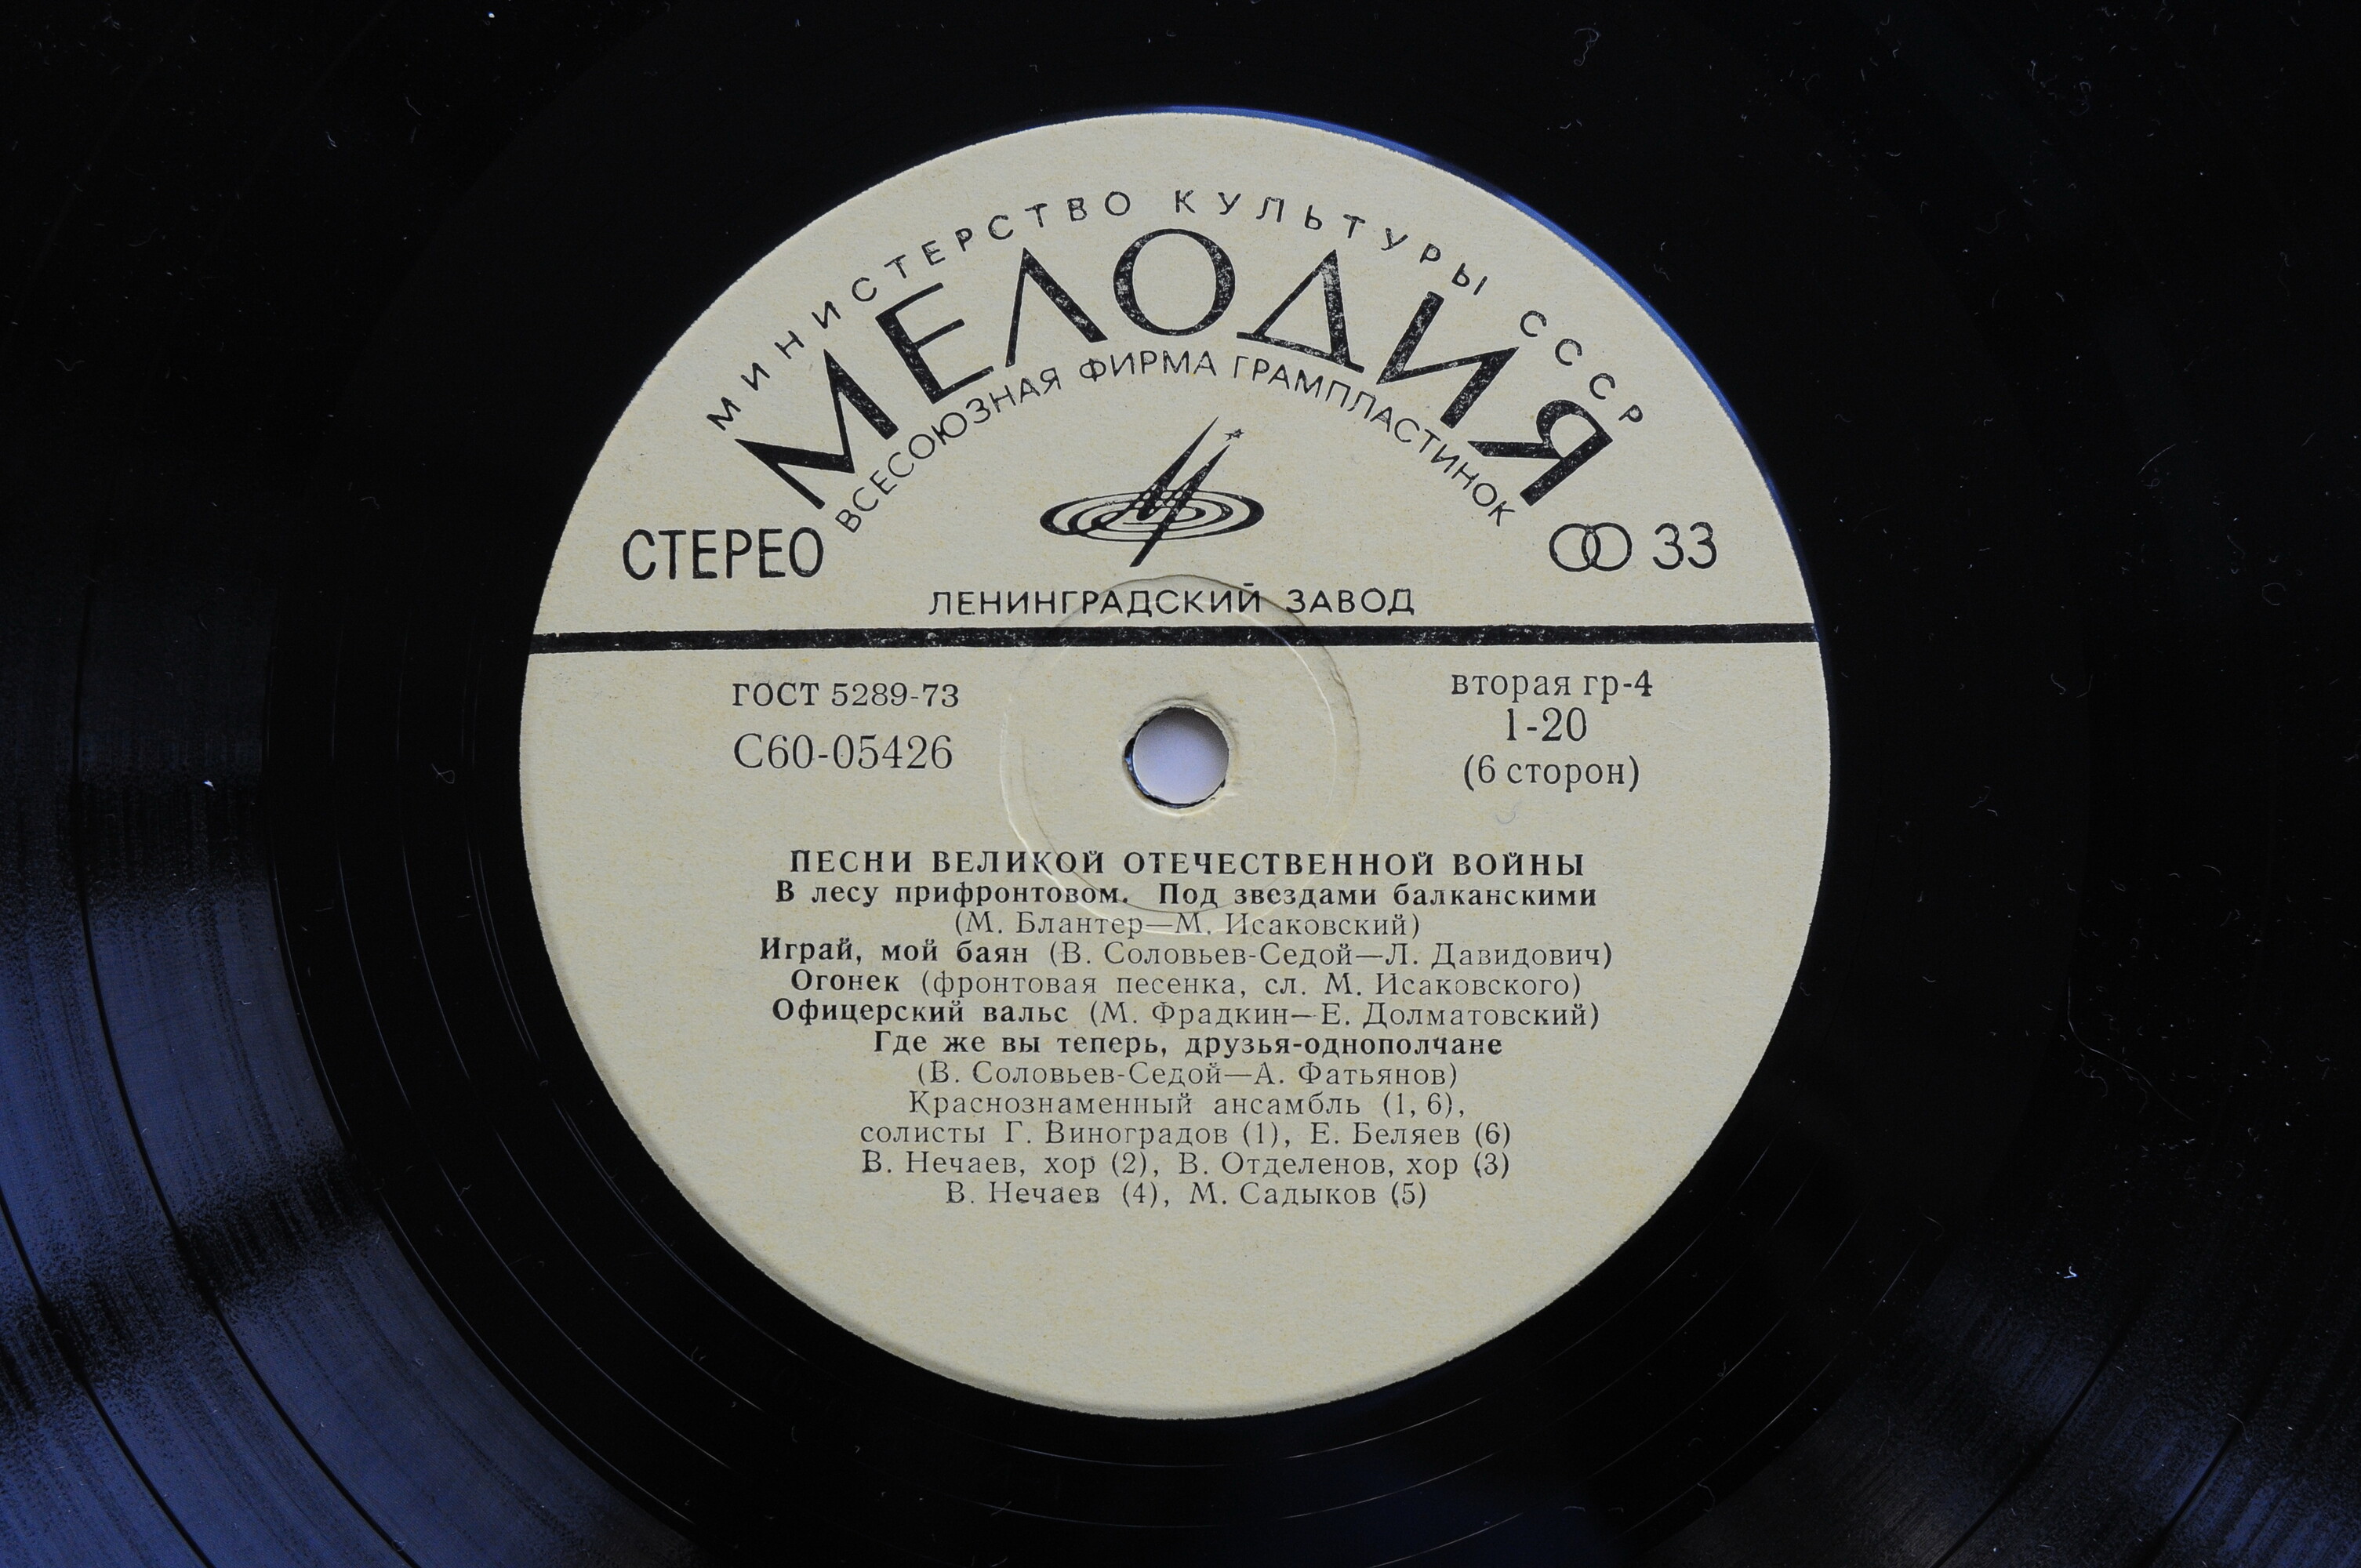 МИНИСТЕРСТВО КУЛЬТУРЫ СССР
МЕЛОДИЯ
ВСЕСОЮЗНАЯ ФИРМА ГРАМПЛАСТИНОК
СТЕРЕО
33
ЛЕНИНГРАДСКИЙ ЗАВОД
ГОСТ 5289-73
С60-05426
вторая гр-4
1-20
(6 сторон)
ПЕСНИ ВЕЛИКОЙ ОТЕЧЕСТВЕННОЙ ВОЙНЫ
В лесу прифронтовом. Под звездами балканскими
(М. Блантер—М. Исаковский)
Играй, мой баян (В. Соловьев-Седой—Л. Давидович)
Огонек (фронтовая песенка, сл. М. Исаковского)
Офицерский вальс (М. Фрадкин—Е. Долматовский)
Где же вы теперь, друзья-однополчане
(В. Соловьев-Седой—А. Фатьянов)
Краснознаменный ансамбль (1, 6),
солисты Г. Виноградов (1), Е. Беляев (6)
В. Нечаев, хор (2), В. Отделенов, хор (3)
В. Нечаев (4), М. Садыков (5)